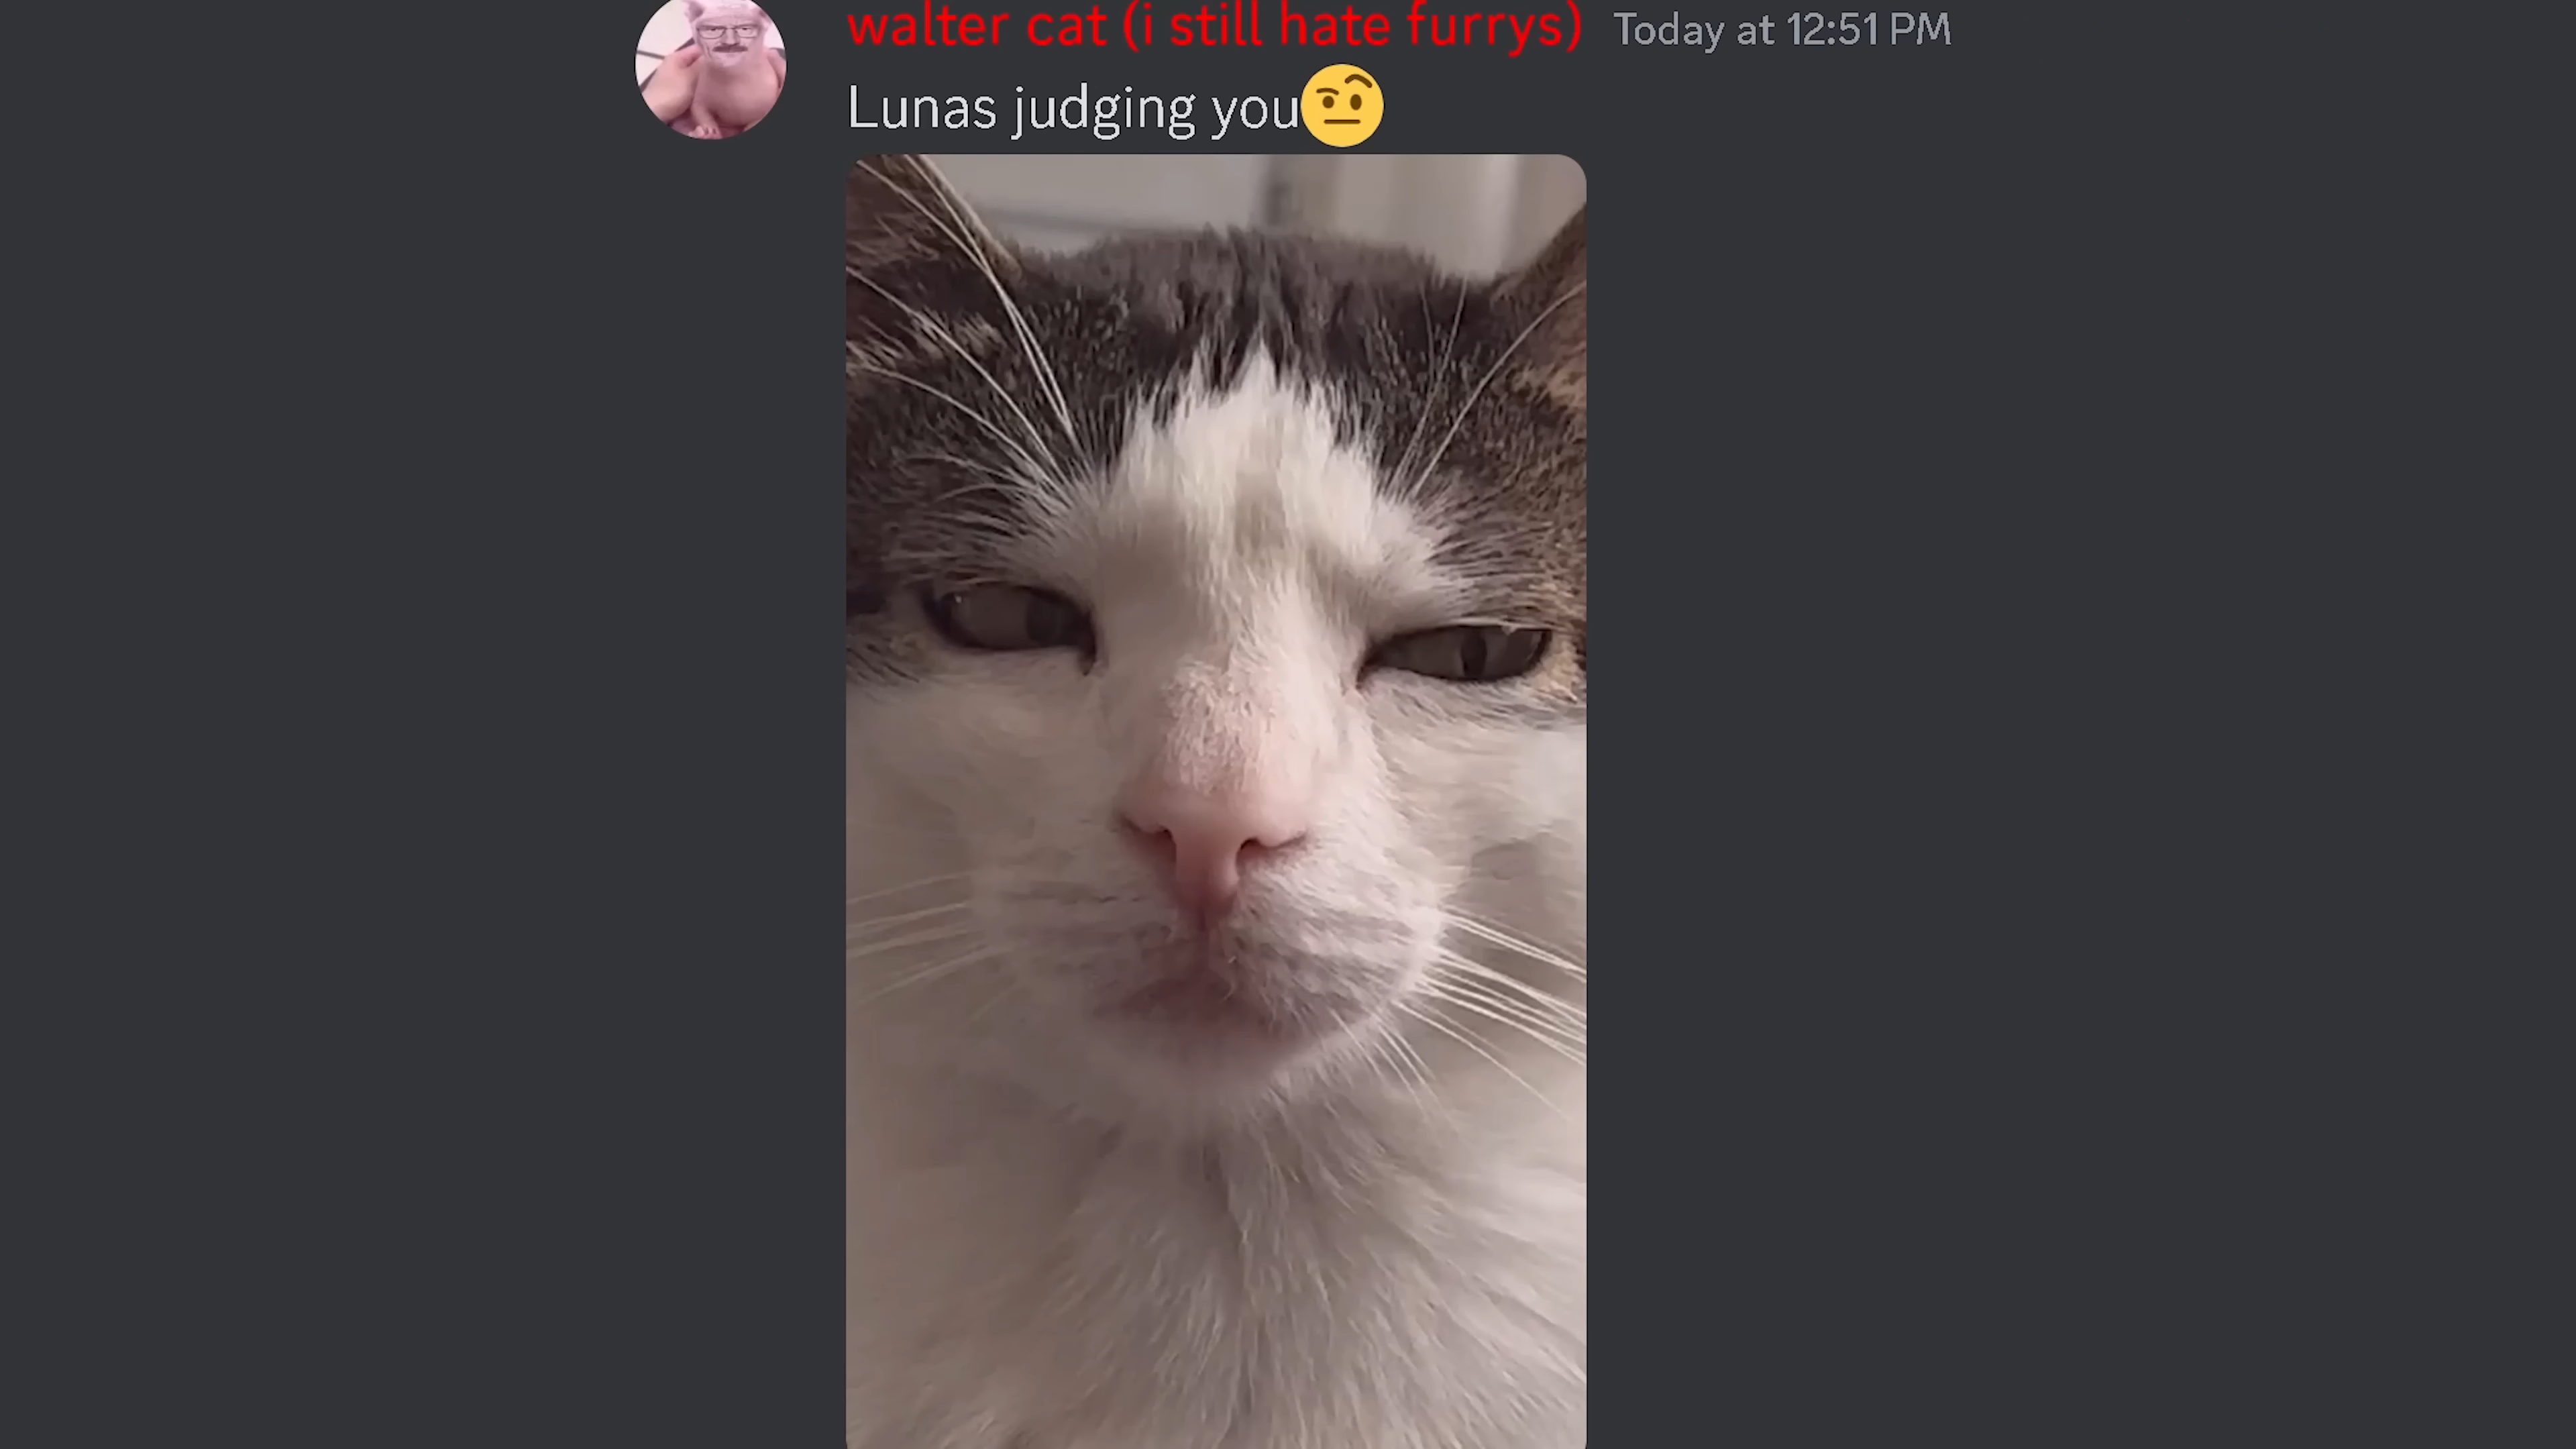 walter cat (i still hate furrys) Today at 12:51 PM
Lunas judging you🤨